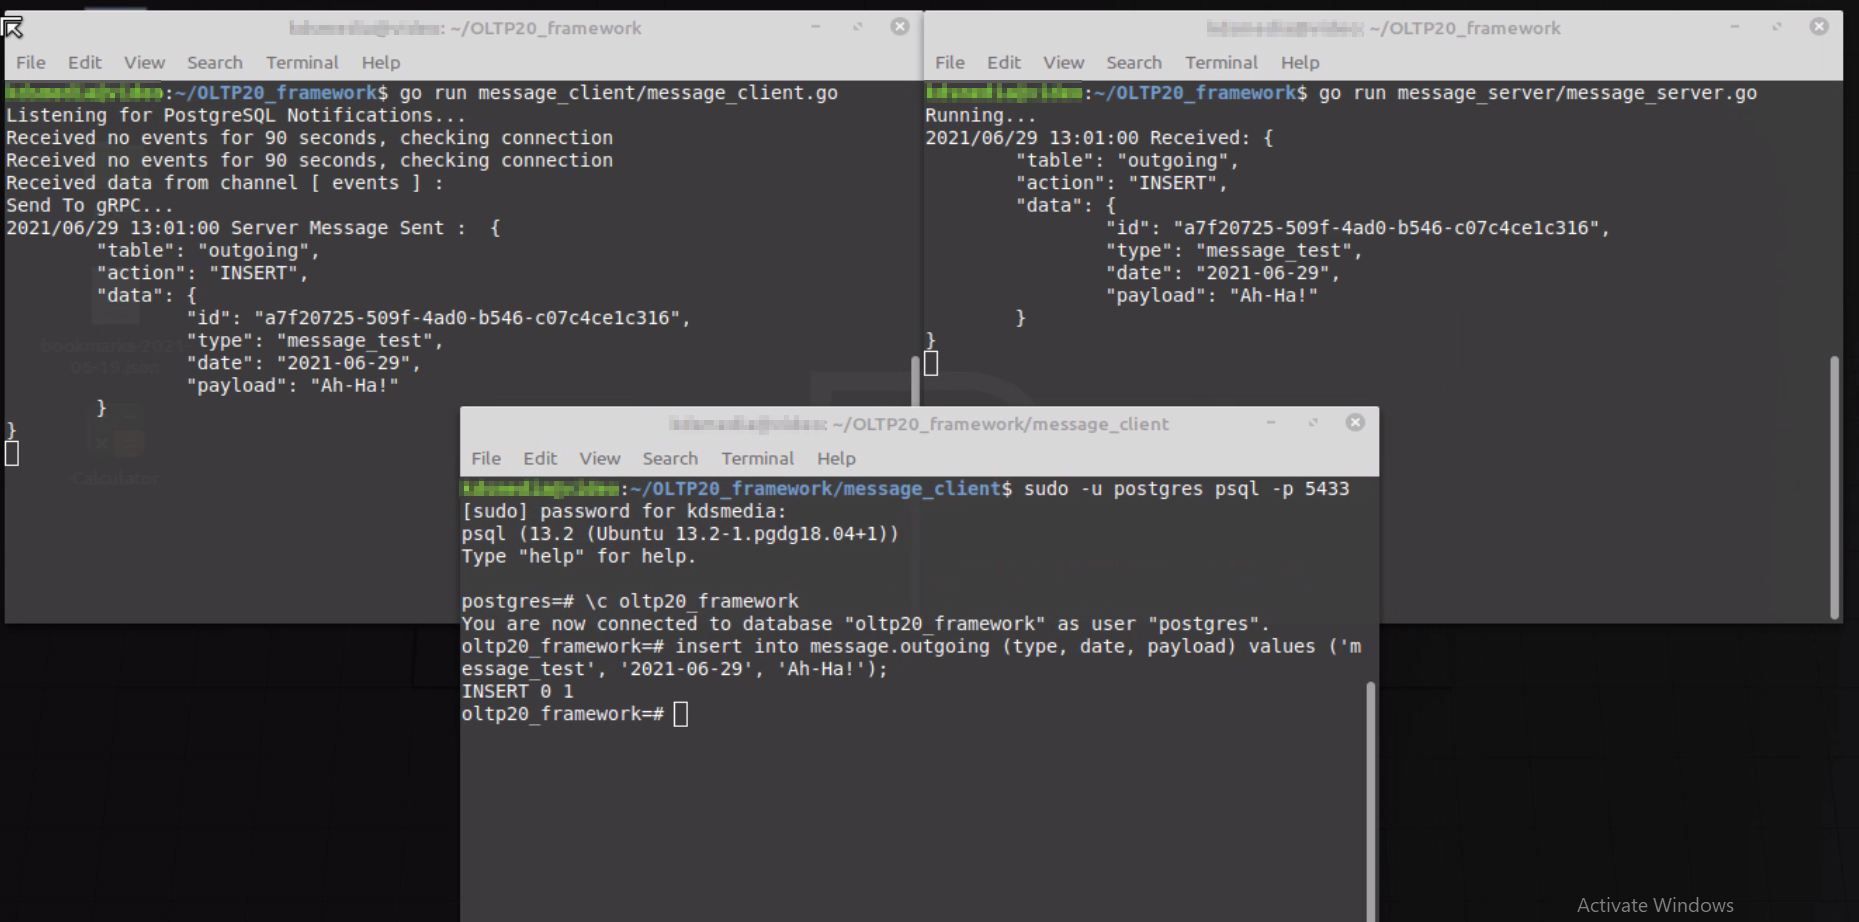 : ~/OLTP20_framework
File Edit View Search Terminal Help
:~/OLTP20_framework$ go run message_client/message_client.go
Listening for PostgreSQL Notifications...
Received no events for 90 seconds, checking connection
Received no events for 90 seconds, checking connection
Received data from channel [ events ] :
Send To gRPC...
2021/06/29 13:01:00 Server Message Sent :  {
"table": "outgoing",
"action": "INSERT",
"data": {
"id": "a7f20725-509f-4ad0-b546-c07c4ce1c316",
"type": "message_test",
"date": "2021-06-29",
"payload": "Ah-Ha!"
}
}
Calculator
: ~/OLTP20_framework
File Edit View Search Terminal Help
:~/OLTP20_framework$ go run message_server/message_server.go
Running...
2021/06/29 13:01:00 Received: {
"table": "outgoing",
"action": "INSERT",
"data": {
"id": "a7f20725-509f-4ad0-b546-c07c4ce1c316",
"type": "message_test",
"date": "2021-06-29",
"payload": "Ah-Ha!"
}
}
: ~/OLTP20_framework/message_client
File Edit View Search Terminal Help
:~/OLTP20_framework/message_client$ sudo -u postgres psql -p 5433
[sudo] password for kdsmedia:
psql (13.2 (Ubuntu 13.2-1.pgdg18.04+1))
Type "help" for help.
postgres=# \c oltp20_framework
You are now connected to database "oltp20_framework" as user "postgres".
oltp20_framework=# insert into message.outgoing (type, date, payload) values ('m
essage_test', '2021-06-29', 'Ah-Ha!');
INSERT 0 1
oltp20_framework=#
Activate Windows